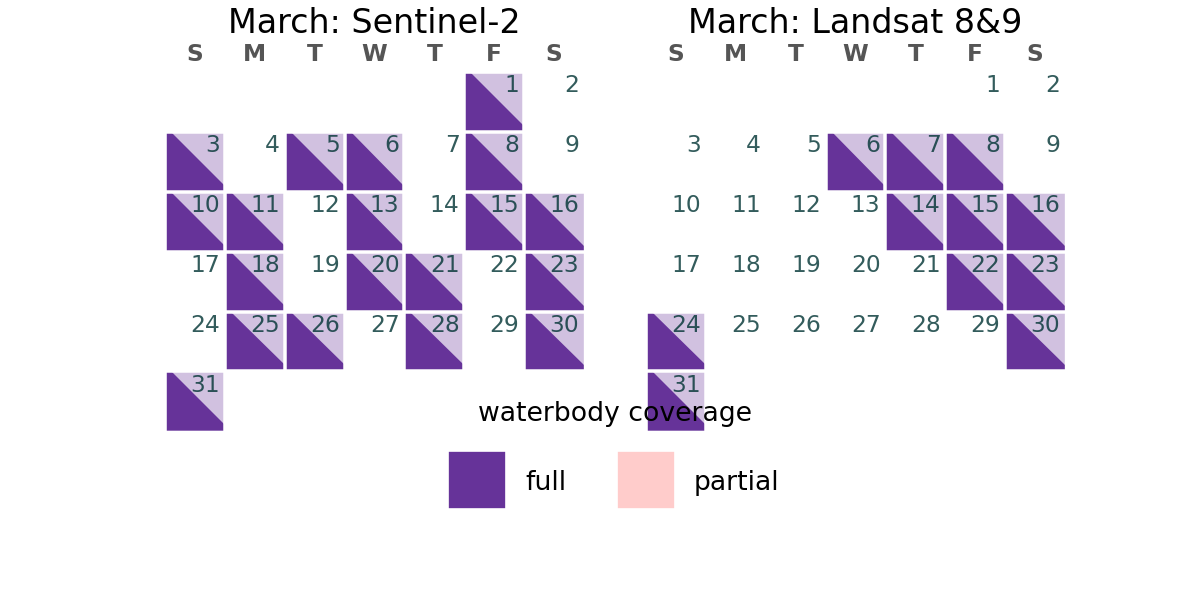 March: Sentinel-2
S M T W T F S
1 2
3 4 5 6 7 8 9
10 11 12 13 14 15 16
17 18 19 20 21 22 23
24 25 26 27 28 29 30
31
March: Landsat 8&9
S M T W T F S
1 2
3 4 5 6 7 8 9
10 11 12 13 14 15 16
17 18 19 20 21 22 23
24 25 26 27 28 29 30
31
waterbody coverage
full partial